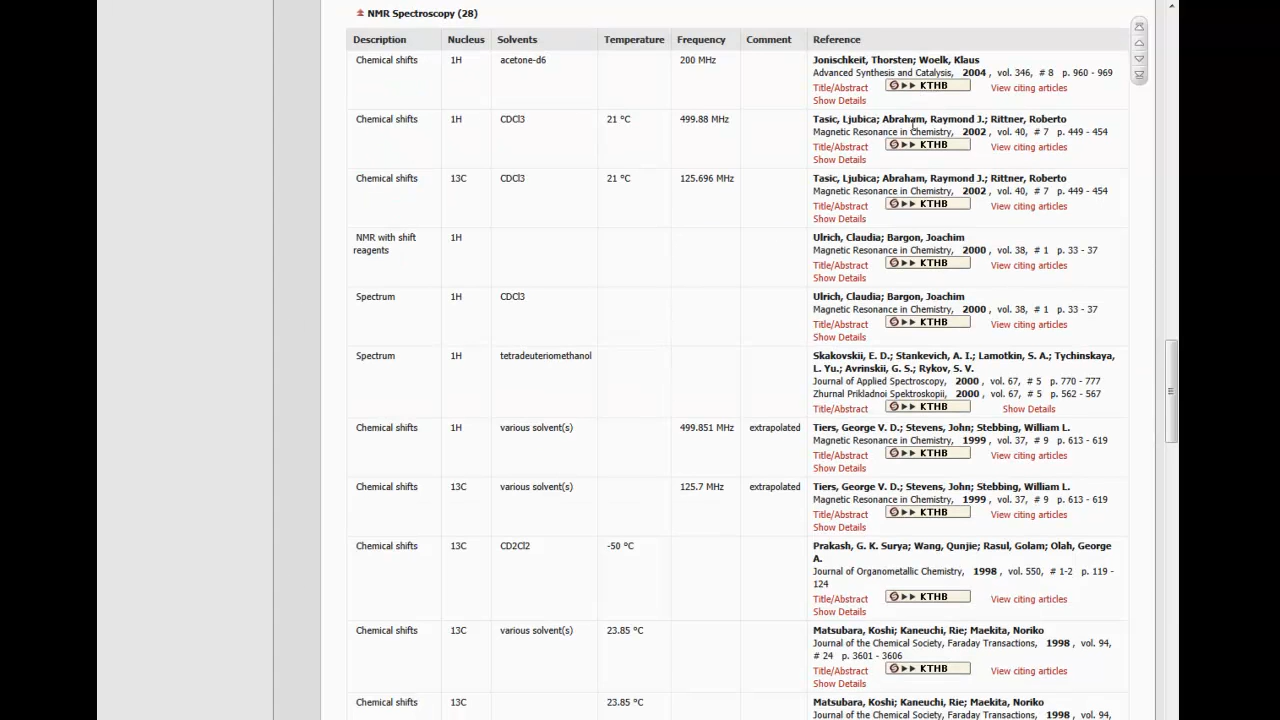 NMR Spectroscopy (28)
Description Nucleus Solvents Temperature Frequency Comment Reference
Chemical shifts 1H acetone-d6 200 MHz Jonischkeit, Thorsten; Woelk, Klaus
Advanced Synthesis and Catalysis, 2004 , vol. 346, # 8 p. 960 - 969
Title/Abstract KTHB View citing articles
Show Details
Chemical shifts 1H CDCl3 21 °C 499.88 MHz Tasic, Ljubica; Abraham, Raymond J.; Rittner, Roberto
Magnetic Resonance in Chemistry, 2002 , vol. 40, # 7 p. 449 - 454
Title/Abstract KTHB View citing articles
Show Details
Chemical shifts 13C CDCl3 21 °C 125.696 MHz Tasic, Ljubica; Abraham, Raymond J.; Rittner, Roberto
Magnetic Resonance in Chemistry, 2002 , vol. 40, # 7 p. 449 - 454
Title/Abstract KTHB View citing articles
Show Details
NMR with shift 1H Ulrich, Claudia; Bargon, Joachim
reagents Magnetic Resonance in Chemistry, 2000 , vol. 38, # 1 p. 33 - 37
Title/Abstract KTHB View citing articles
Show Details
Spectrum 1H CDCl3 Ulrich, Claudia; Bargon, Joachim
Magnetic Resonance in Chemistry, 2000 , vol. 38, # 1 p. 33 - 37
Title/Abstract KTHB View citing articles
Show Details
Spectrum 1H tetradeuteriomethanol Skakovskii, E. D.; Stankevich, A. I.; Lamotkin, S. A.; Tychinskaya,
L. Yu.; Avrinskii, G. S.; Rykov, S. V.
Journal of Applied Spectroscopy, 2000 , vol. 67, # 5 p. 770 - 777
Zhurnal Prikladnoi Spektroskopii, 2000 , vol. 67, # 5 p. 562 - 567
Title/Abstract KTHB Show Details
Chemical shifts 1H various solvent(s) 499.851 MHz extrapolated Tiers, George V. D.; Stevens, John; Stebbing, William L.
Magnetic Resonance in Chemistry, 1999 , vol. 37, # 9 p. 613 - 619
Title/Abstract KTHB View citing articles
Show Details
Chemical shifts 13C various solvent(s) 125.7 MHz extrapolated Tiers, George V. D.; Stevens, John; Stebbing, William L.
Magnetic Resonance in Chemistry, 1999 , vol. 37, # 9 p. 613 - 619
Title/Abstract KTHB View citing articles
Show Details
Chemical shifts 13C CD2Cl2 -50 °C Prakash, G. K. Surya; Wang, Qunjie; Rasul, Golam; Olah, George
A.
Journal of Organometallic Chemistry, 1998 , vol. 550, # 1-2 p. 119 -
124
Title/Abstract KTHB View citing articles
Show Details
Chemical shifts 13C various solvent(s) 23.85 °C Matsubara, Koshi; Kaneuchi, Rie; Maekita, Noriko
Journal of the Chemical Society, Faraday Transactions, 1998 , vol. 94,
# 24 p. 3601 - 3606
Title/Abstract KTHB View citing articles
Show Details
Chemical shifts 13C 23.85 °C Matsubara, Koshi; Kaneuchi, Rie; Maekita, Noriko
Journal of the Chemical Society, Faraday Transactions, 1998 , vol. 94,